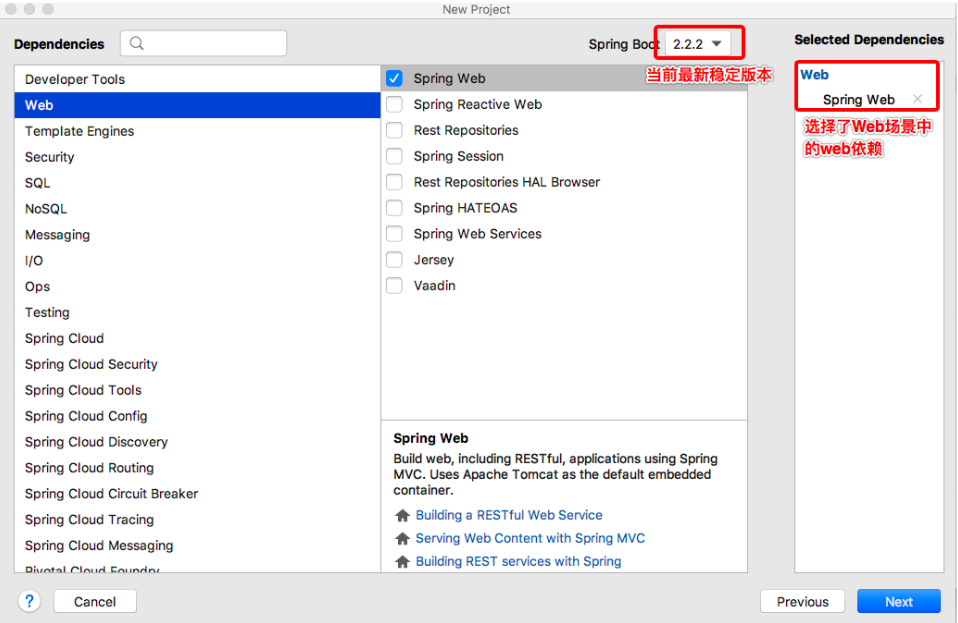 New Project
Dependencies
Spring Boot 2.2.2
Selected Dependencies
当前最新稳定版本
Developer Tools
Web
Template Engines
Security
SQL
NoSQL
Messaging
I/O
Ops
Testing
Spring Cloud
Spring Cloud Security
Spring Cloud Tools
Spring Cloud Config
Spring Cloud Discovery
Spring Cloud Routing
Spring Cloud Circuit Breaker
Spring Cloud Tracing
Spring Cloud Messaging
Pivotal Cloud Foundry
Spring Web
Spring Reactive Web
Rest Repositories
Spring Session
Rest Repositories HAL Browser
Spring HATEOAS
Spring Web Services
Jersey
Vaadin
Spring Web
Build web, including RESTful, applications using Spring
MVC. Uses Apache Tomcat as the default embedded
container.
Building a RESTful Web Service
Serving Web Content with Spring MVC
Building REST services with Spring
Web
Spring Web
选择了Web场景中
的web依赖
?
Cancel
Previous
Next